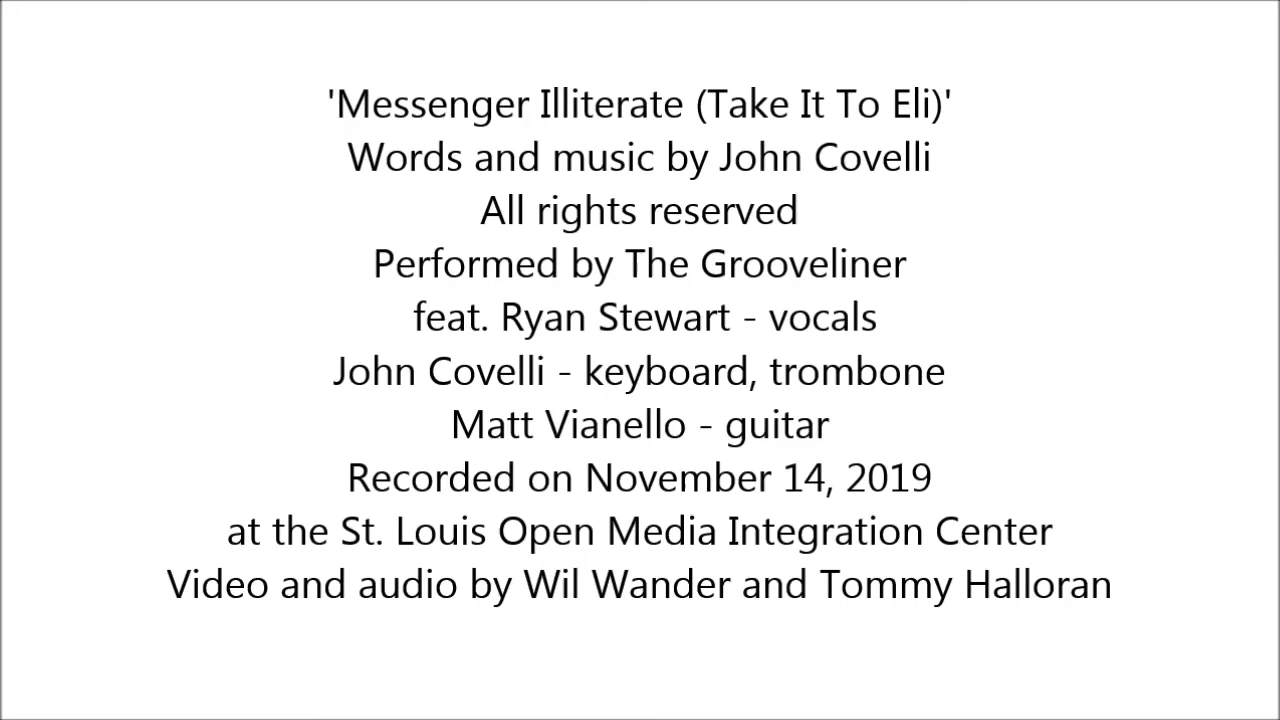 'Messenger Illiterate (Take It To Eli)'
Words and music by John Covelli
All rights reserved
Performed by The Grooveliner
feat. Ryan Stewart - vocals
John Covelli - keyboard, trombone
Matt Vianello - guitar
Recorded on November 14, 2019
at the St. Louis Open Media Integration Center
Video and audio by Wil Wander and Tommy Halloran